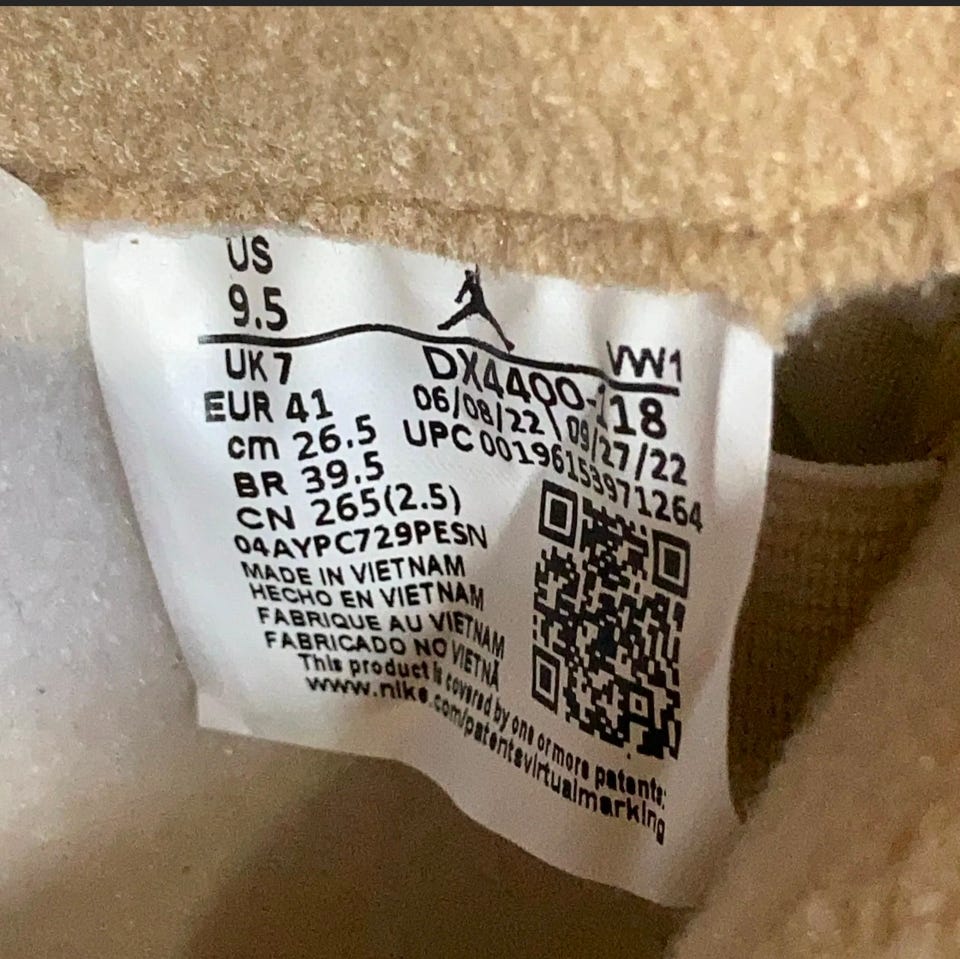 US
9.5
VW1
UK 7
DX4400-118
EUR 41
06/08/22 \ 09/27/22
cm 26.5
UPC 00196153971264
BR 39.5
CN 265(2.5)
04AYPC729PESN
MADE IN VIETNAM
HECHO EN VIETNAM
FABRIQUE AU VIETNAM
FABRICADO NO VIETNÃ
This product is covered by one or more patents:
www.nike.com/patentsvirtualmarking